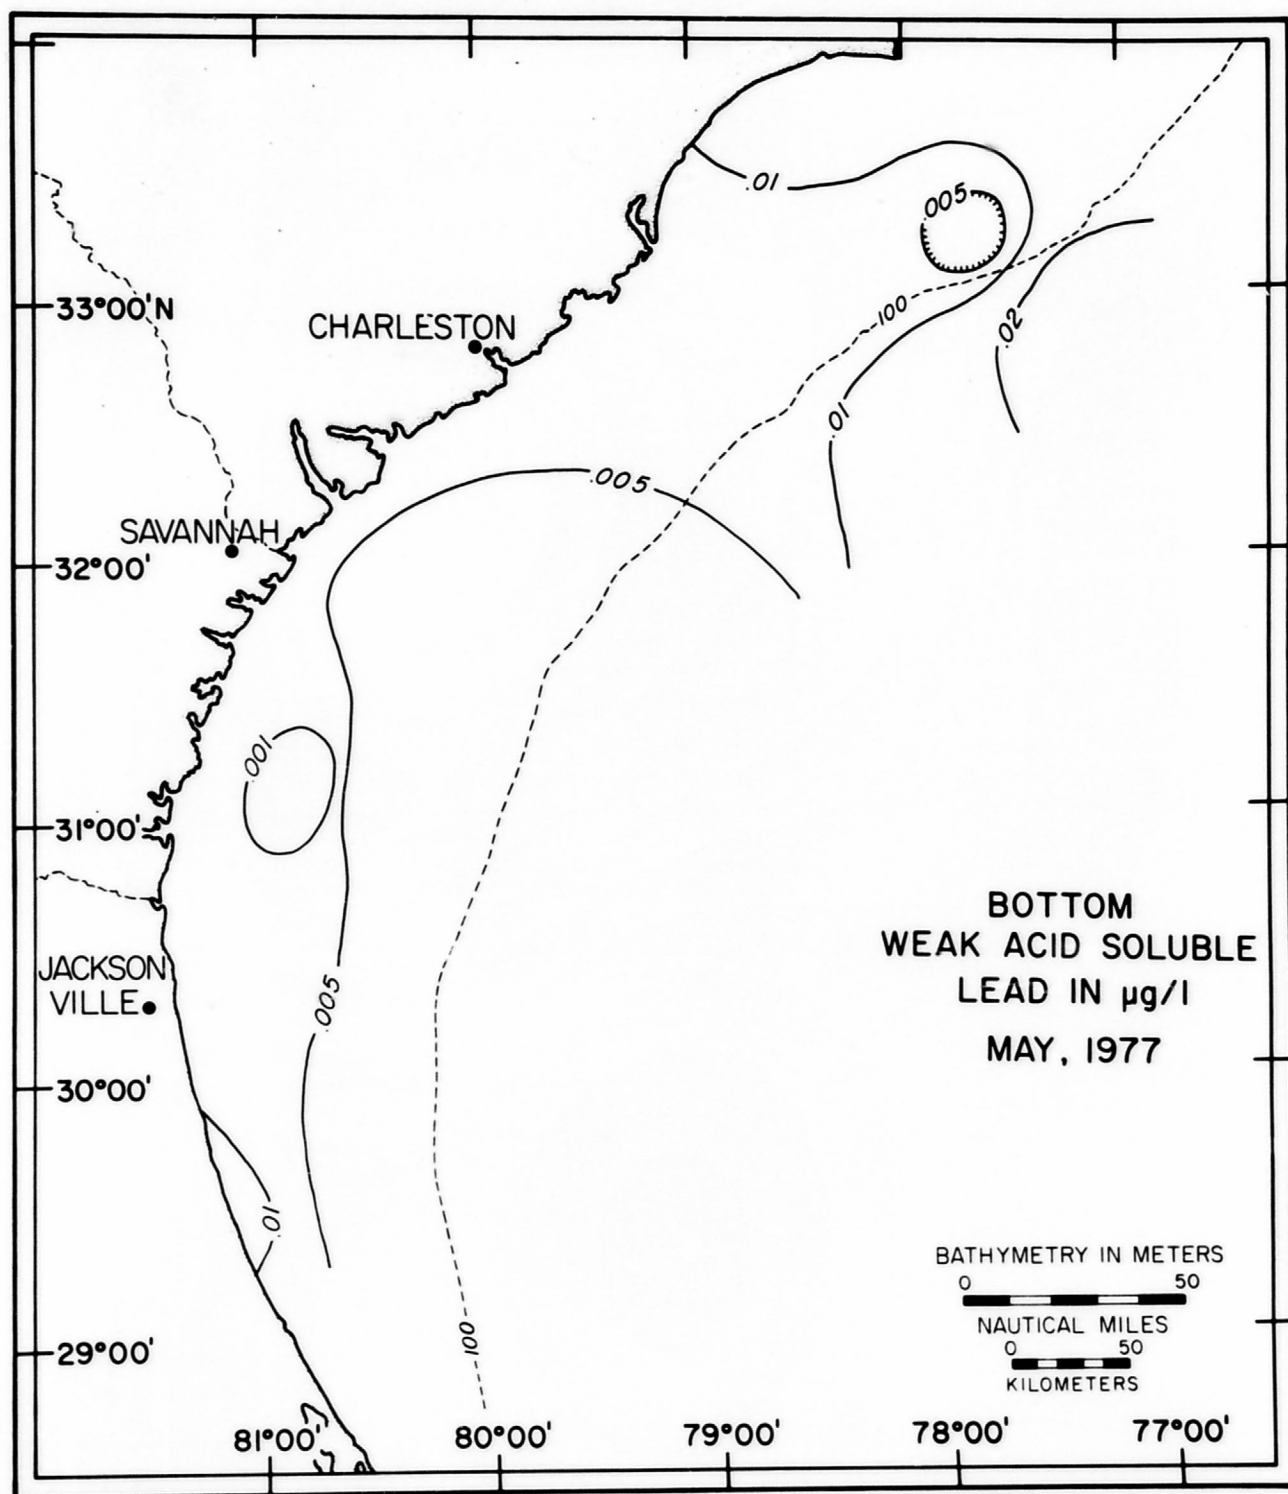 .01
.005
33°00'N
100
CHARLESTON
.02
.01
.005
SAVANNAH
32°00'
.001
31°00'
BOTTOM
WEAK ACID SOLUBLE
LEAD IN µg/l
MAY, 1977
JACKSON
VILLE
.005
30°00'
.01
BATHYMETRY IN METERS
0 50
NAUTICAL MILES
0 50
KILOMETERS
29°00'
100
81°00' 80°00' 79°00' 78°00' 77°00'